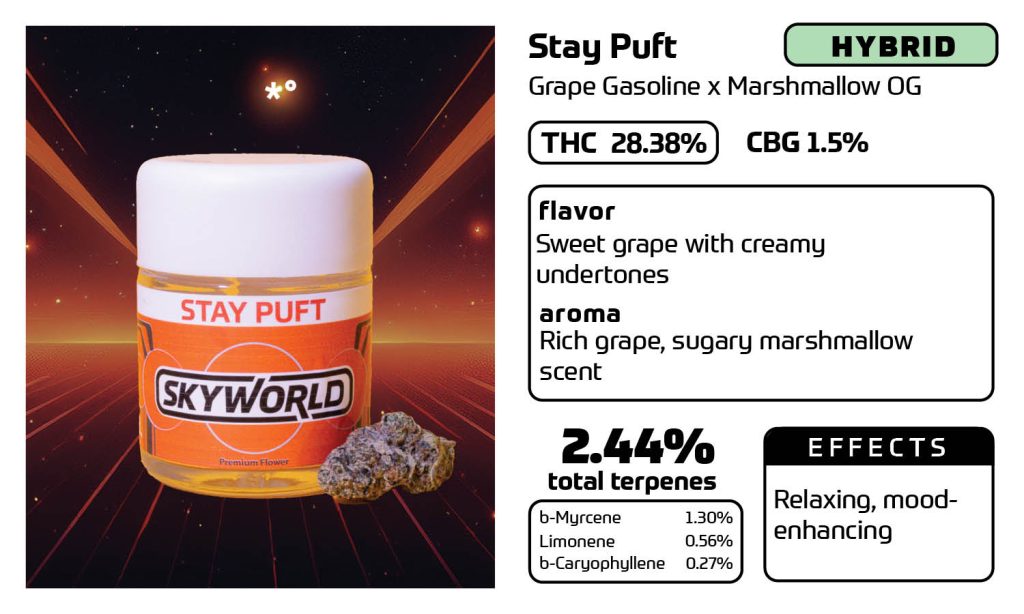 *°
STAY PUFT
SKYWORLD
Premium Flower
Stay Puft
HYBRID
Grape Gasoline x Marshmallow OG
THC 28.38%
CBG 1.5%
flavor
Sweet grape with creamy
undertones
aroma
Rich grape, sugary marshmallow
scent
2.44%
total terpenes
b-Myrcene 1.30%
Limonene 0.56%
b-Caryophyllene 0.27%
EFFECTS
Relaxing, mood-
enhancing